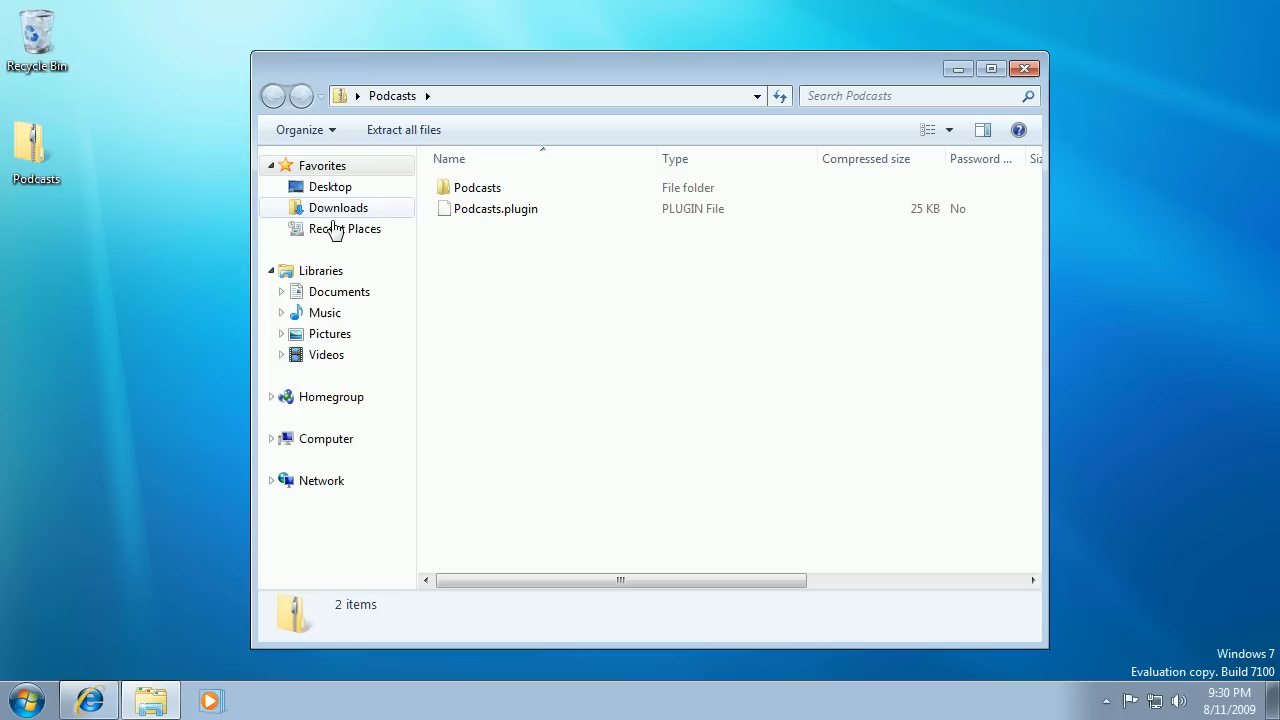 Recycle Bin
Podcasts
Podcasts
Search Podcasts
Organize
Extract all files
Name
Type
Compressed size
Password ...
Favorites
Desktop
Downloads
Places
Libraries
Documents
Music
Pictures
Videos
Homegroup
Computer
Network
Podcasts
File folder
Podcasts.plugin
PLUGIN File
25 KB
No
2 items
Windows 7
Evaluation copy. Build 7100
9:30 PM
8/11/2009